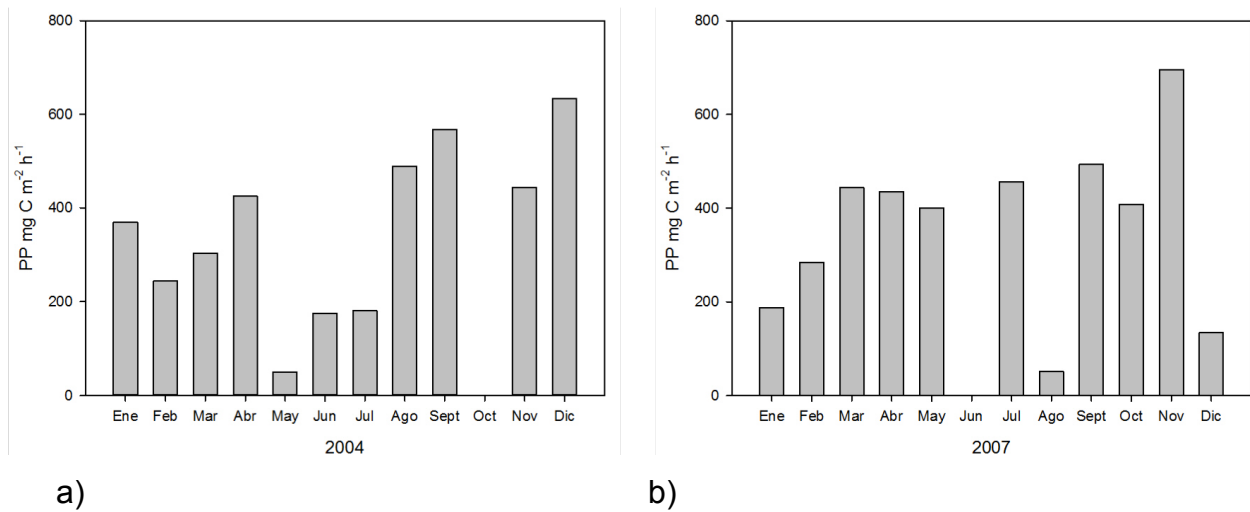 800
600
400
200
0
PP mg C m⁻² h⁻¹
Ene Feb Mar Abr May Jun Jul Ago Sept Oct Nov Dic
2004
a)
800
600
400
200
0
PP mg C m⁻² h⁻¹
Ene Feb Mar Abr May Jun Jul Ago Sept Oct Nov Dic
2007
b)